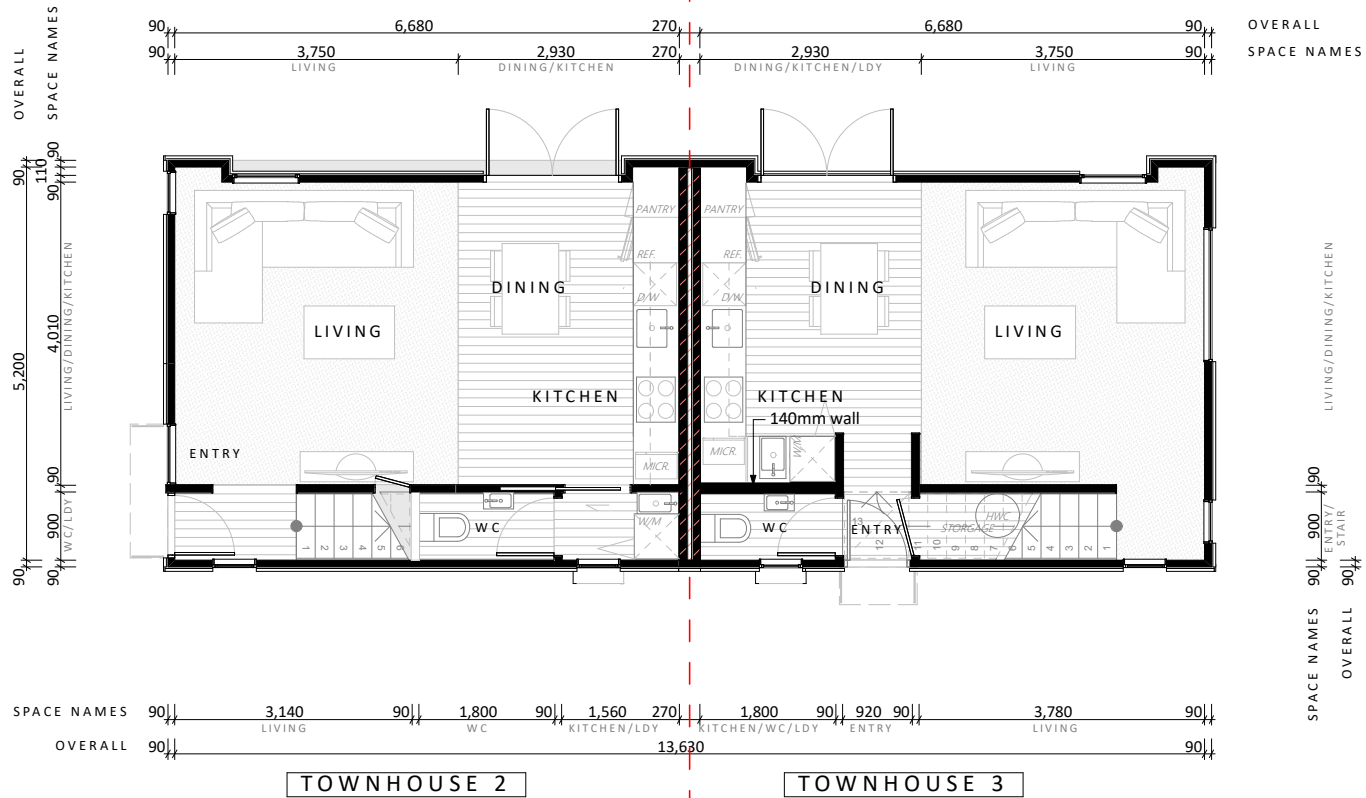 90 6,680 270 6,680 90 OVERALL
90 3,750 2,930 270 2,930 3,750 90 SPACE NAMES
LIVING DINING/KITCHEN DINING/KITCHEN/LDY LIVING
OVERALL
SPACE NAMES
90 5,200 90
90 110 90 4,010 90 900 90
LIVING/DINING/KITCHEN
WC/LDY
PANTRY
REF.
D/W
DINING
LIVING
KITCHEN
ENTRY
MICR.
W/M
WC
1 2 3 4 5 6
PANTRY
REF.
D/W
DINING
LIVING
KITCHEN
140mm wall
MICR.
W/M
WC
ENTRY
HWC
STORGAGE
13 12 11 10 9 8 7 6 5 4 3 2 1
LIVING/DINING/KITCHEN
90 900 90
ENTRY/
STAIR
90
SPACE NAMES
OVERALL
SPACE NAMES 90 3,140 90 1,800 90 1,560 270 1,800 90 920 90 3,780 90
LIVING WC KITCHEN/LDY KITCHEN/WC/LDY ENTRY LIVING
OVERALL 90 13,630 90
TOWNHOUSE 2
TOWNHOUSE 3